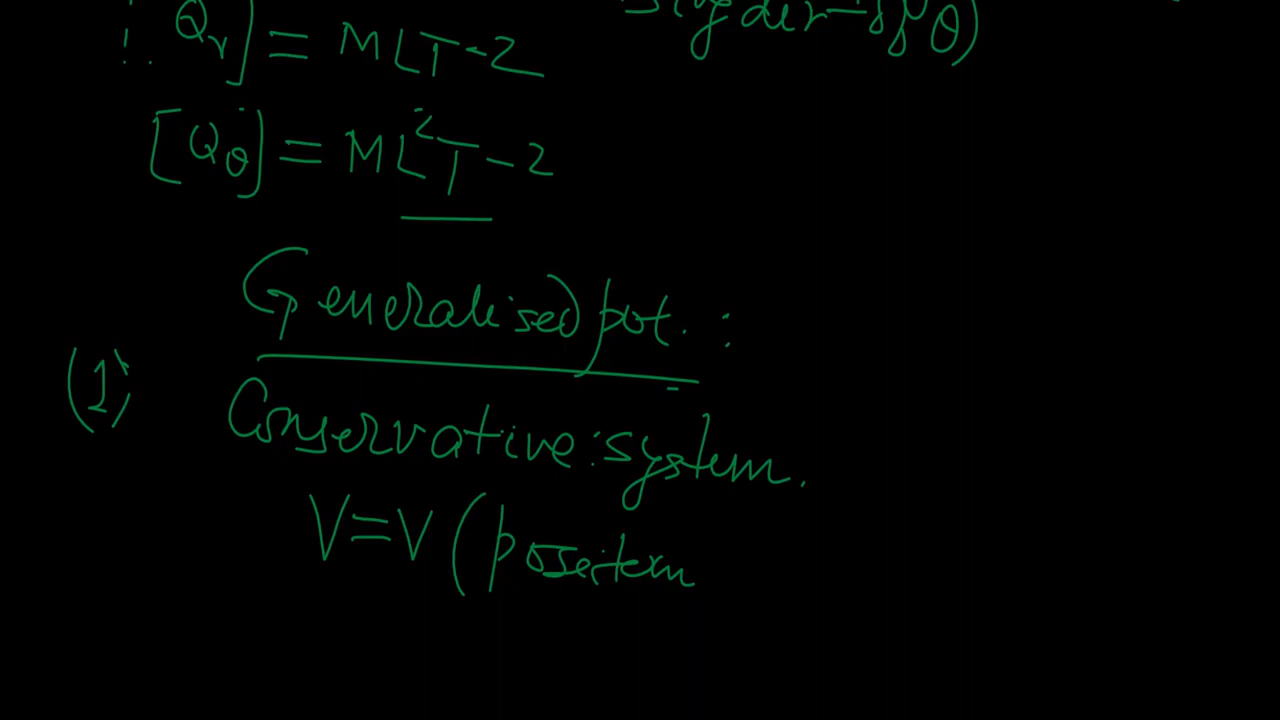 ∴ Qr] = MLT-2
[Qθ] = ML²T-2
Generalised pot. :
(1) Conservative system.
V=V (position